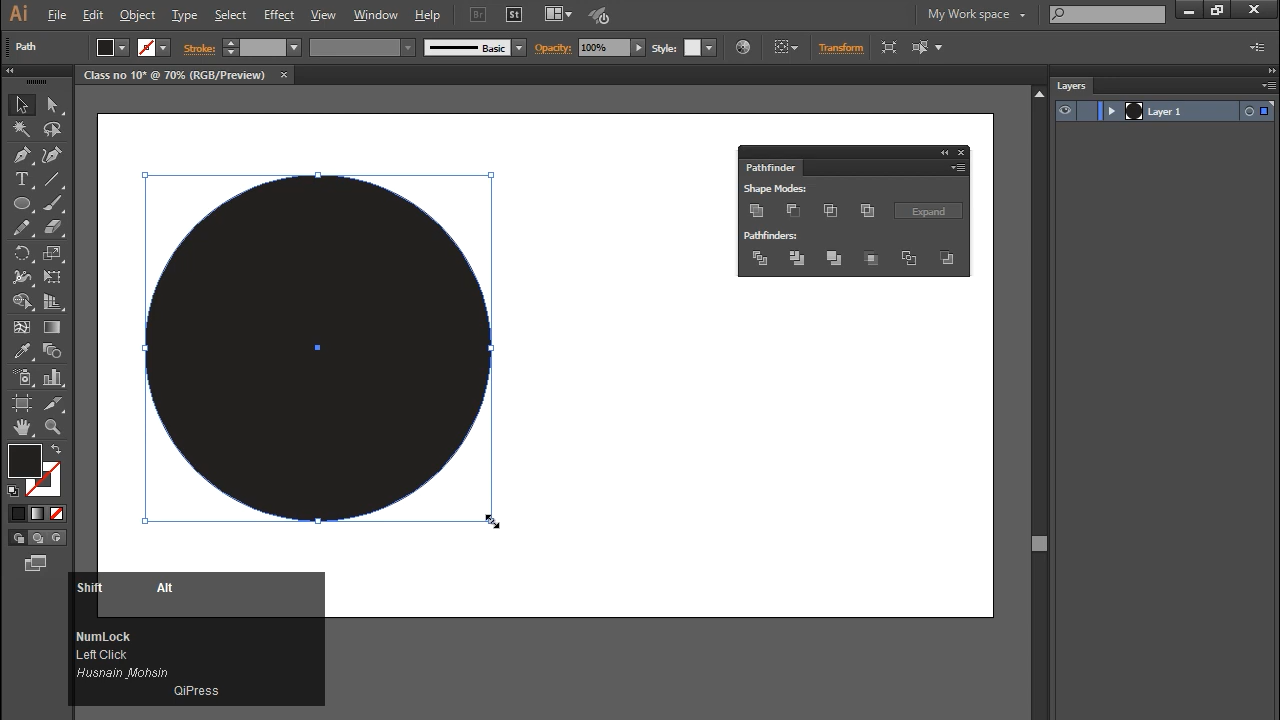 Ai File Edit Object Type Select Effect View Window Help Br St My Work space
Path Stroke: Basic Opacity: 100% Style: Transform
Class no 10* @ 70% (RGB/Preview)
Layers
Layer 1
Pathfinder
Shape Modes:
Expand
Pathfinders:
Shift Alt
NumLock
Left Click
Husnain_Mohsin
QiPress